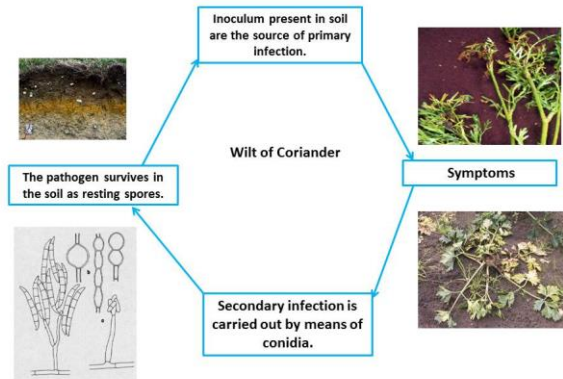 Inoculum present in soil
are the source of primary
infection.
Wilt of Coriander
The pathogen survives in
the soil as resting spores.
Symptoms
Secondary infection is
carried out by means of
conidia.